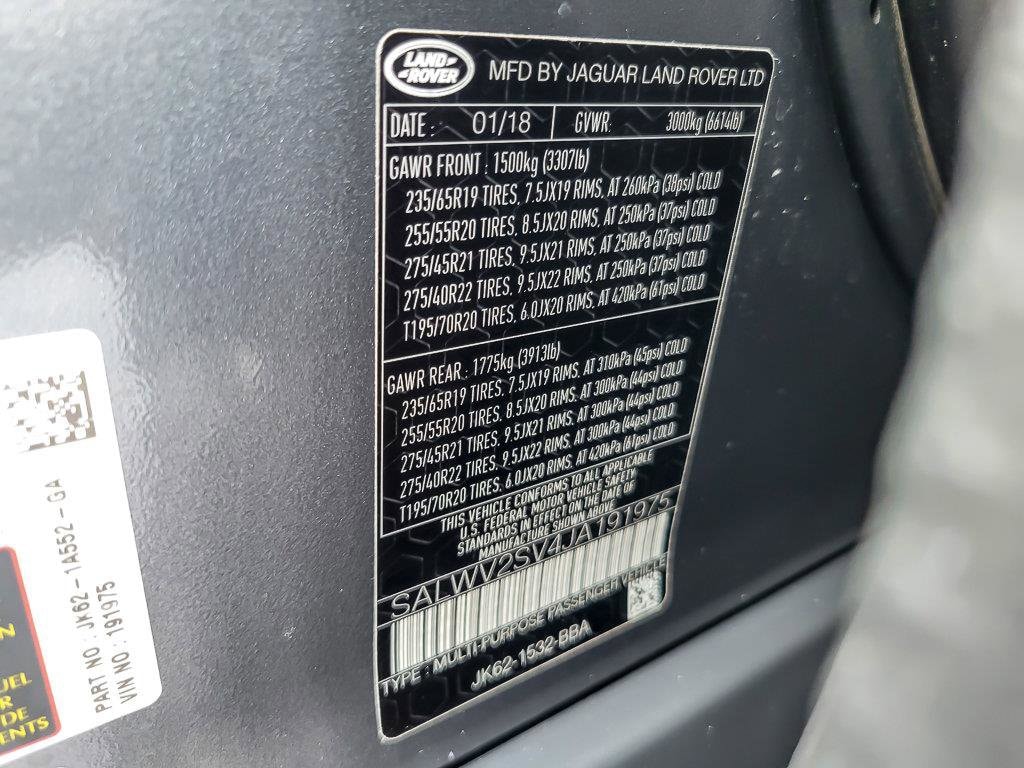 LAND
ROVER
MFD BY JAGUAR LAND ROVER LTD
DATE : 01/18 GVWR: 3000kg (6614lb)
GAWR FRONT : 1500kg (3307lb)
235/65R19 TIRES, 7.5JX19 RIMS, AT 260kPa (38psi) COLD
255/55R20 TIRES, 8.5JX20 RIMS, AT 250kPa (37psi) COLD
275/45R21 TIRES, 9.5JX21 RIMS, AT 250kPa (37psi) COLD
275/40R22 TIRES, 9.5JX22 RIMS, AT 250kPa (37psi) COLD
T195/70R20 TIRES, 6.0JX20 RIMS, AT 420kPa (61psi) COLD
GAWR REAR : 1775kg (3913lb)
235/65R19 TIRES, 7.5JX19 RIMS, AT 310kPa (45psi) COLD
255/55R20 TIRES, 8.5JX20 RIMS, AT 300kPa (44psi) COLD
275/45R21 TIRES, 9.5JX21 RIMS, AT 300kPa (44psi) COLD
275/40R22 TIRES, 9.5JX22 RIMS, AT 300kPa (44psi) COLD
T195/70R20 TIRES, 6.0JX20 RIMS, AT 420kPa (61psi) COLD
THIS VEHICLE CONFORMS TO ALL APPLICABLE
U.S. FEDERAL MOTOR VEHICLE SAFETY
STANDARDS IN EFFECT ON THE DATE OF
MANUFACTURE SHOWN ABOVE
SALWV2SV4JA191975
TYPE : MULTI-PURPOSE PASSENGER VEHICLE
JK62-1532-BBA
PART NO : JK62-1A552-GA
VIN NO : 191975
N
UEL
R
DE
ENTS